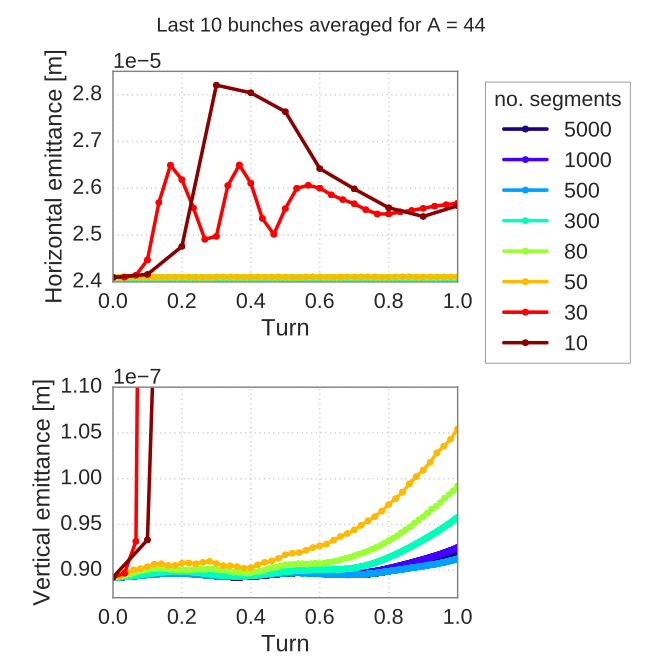 Last 10 bunches averaged for A = 44
1e−5
Horizontal emittance [m]
2.8
2.7
2.6
2.5
2.4
0.0 0.2 0.4 0.6 0.8 1.0
Turn
no. segments
5000
1000
500
300
80
50
30
10
1e−7
Vertical emittance [m]
1.10
1.05
1.00
0.95
0.90
0.0 0.2 0.4 0.6 0.8 1.0
Turn